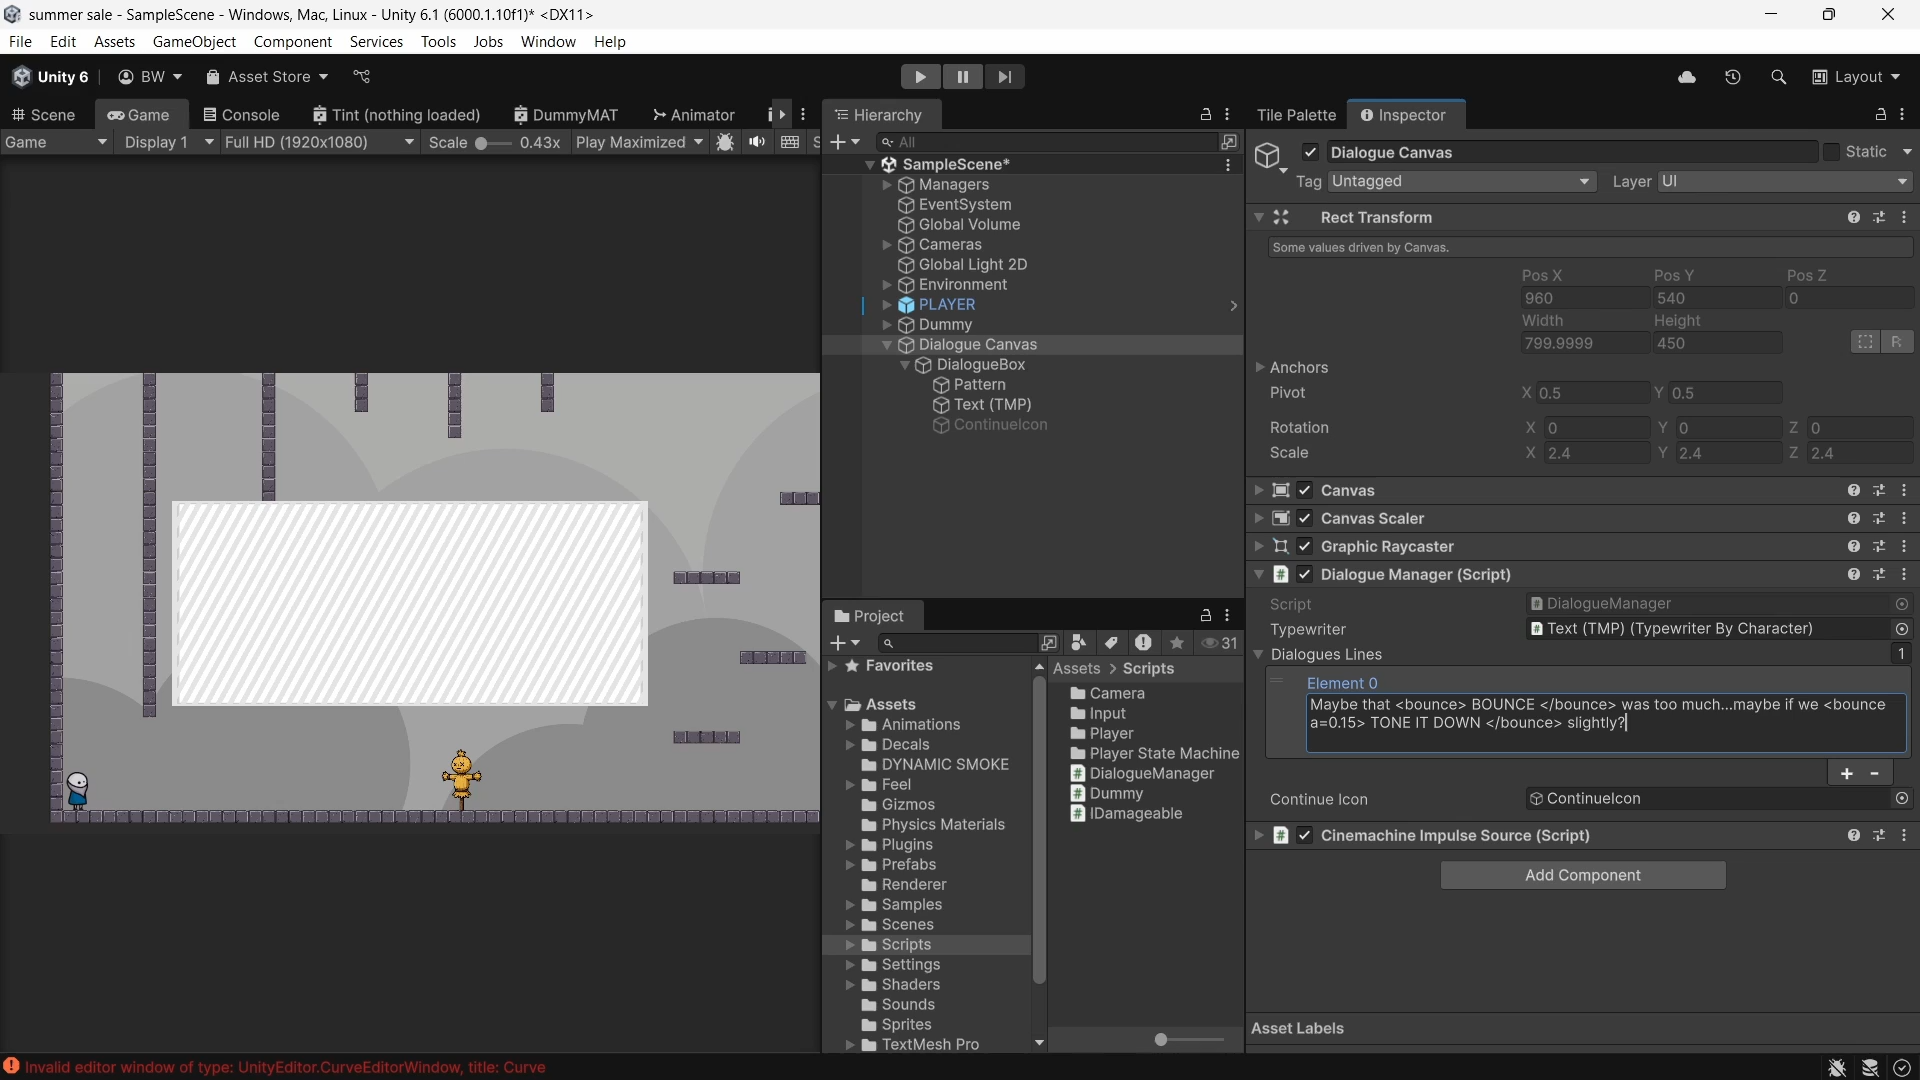 summer sale - SampleScene - Windows, Mac, Linux - Unity 6.1 (6000.1.10f1)* <DX11>
File Edit Assets GameObject Component Services Tools Jobs Window Help
Unity 6 BW Asset Store Layout
Scene Game Console Tint (nothing loaded) DummyMAT Animator
Game Display 1 Full HD (1920x1080) Scale 0.43x Play Maximized S
Hierarchy
All
SampleScene*
Managers
EventSystem
Global Volume
Cameras
Global Light 2D
Environment
PLAYER
Dummy
Dialogue Canvas
DialogueBox
Pattern
Text (TMP)
ContinueIcon
Project
31
Favorites
Assets
Animations
Decals
DYNAMIC SMOKE
Feel
Gizmos
Physics Materials
Plugins
Prefabs
Renderer
Samples
Scenes
Scripts
Settings
Shaders
Sounds
Sprites
TextMesh Pro
Assets > Scripts
Camera
Input
Player
Player State Machine
DialogueManager
Dummy
IDamageable
Tile Palette Inspector
Dialogue Canvas Static
Tag Untagged Layer UI
Rect Transform
Some values driven by Canvas.
Pos X Pos Y Pos Z
960 540 0
Width Height
799.9999 450 R
Anchors
Pivot X 0.5 Y 0.5
Rotation X 0 Y 0 Z 0
Scale X 2.4 Y 2.4 Z 2.4
Canvas
Canvas Scaler
Graphic Raycaster
# Dialogue Manager (Script)
Script DialogueManager
Typewriter Text (TMP) (Typewriter By Character)
Dialogues Lines 1
Element 0
Maybe that <bounce> BOUNCE </bounce> was too much...maybe if we <bounce
a=0.15> TONE IT DOWN </bounce> slightly?
+ -
Continue Icon ContinueIcon
# Cinemachine Impulse Source (Script)
Add Component
Asset Labels
Invalid editor window of type: UnityEditor.CurveEditorWindow, title: Curve